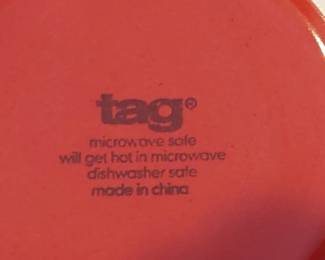 tag®
microwave safe
will get hot in microwave
dishwasher safe
made in china